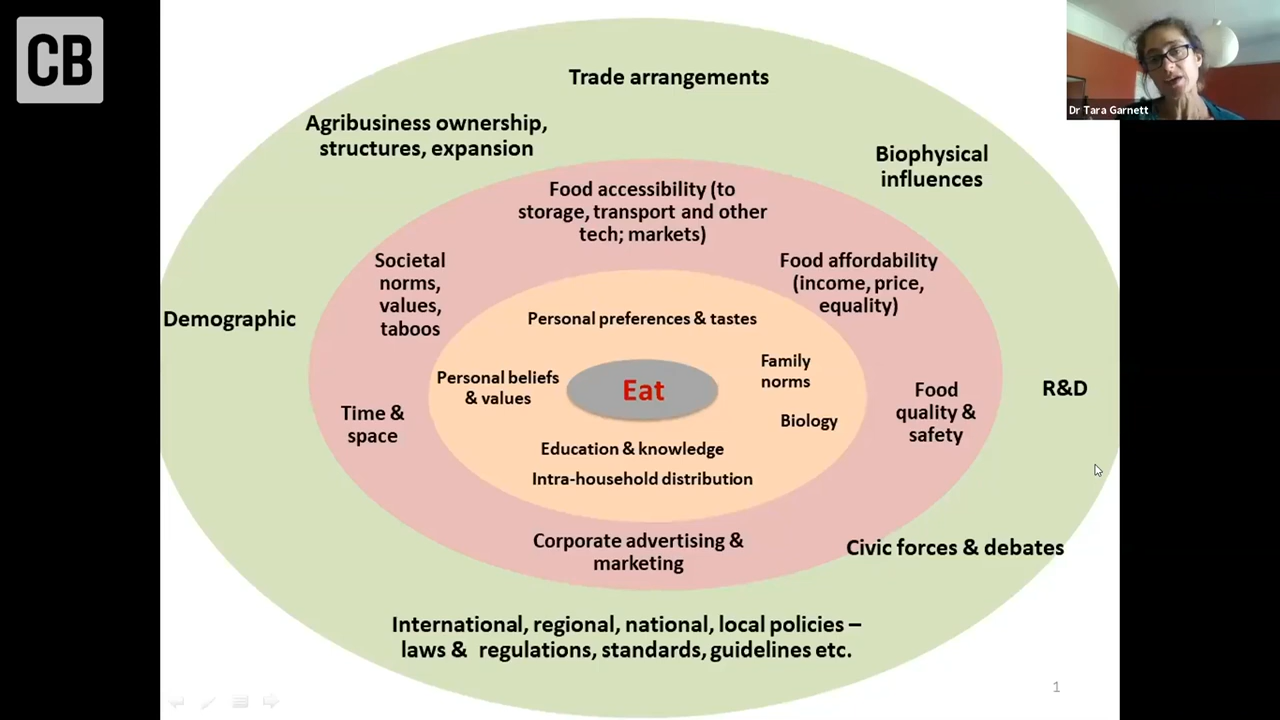 CB
Dr Tara Garnett
Trade arrangements
Agribusiness ownership,
structures, expansion
Biophysical
influences
Food accessibility (to
storage, transport and other
tech; markets)
Societal
norms,
values,
taboos
Food affordability
(income, price,
equality)
Demographic
Personal preferences & tastes
Family
norms
Personal beliefs
& values
Eat
Food
quality &
safety
R&D
Time &
space
Biology
Education & knowledge
Intra-household distribution
Corporate advertising &
marketing
Civic forces & debates
International, regional, national, local policies –
laws & regulations, standards, guidelines etc.
1